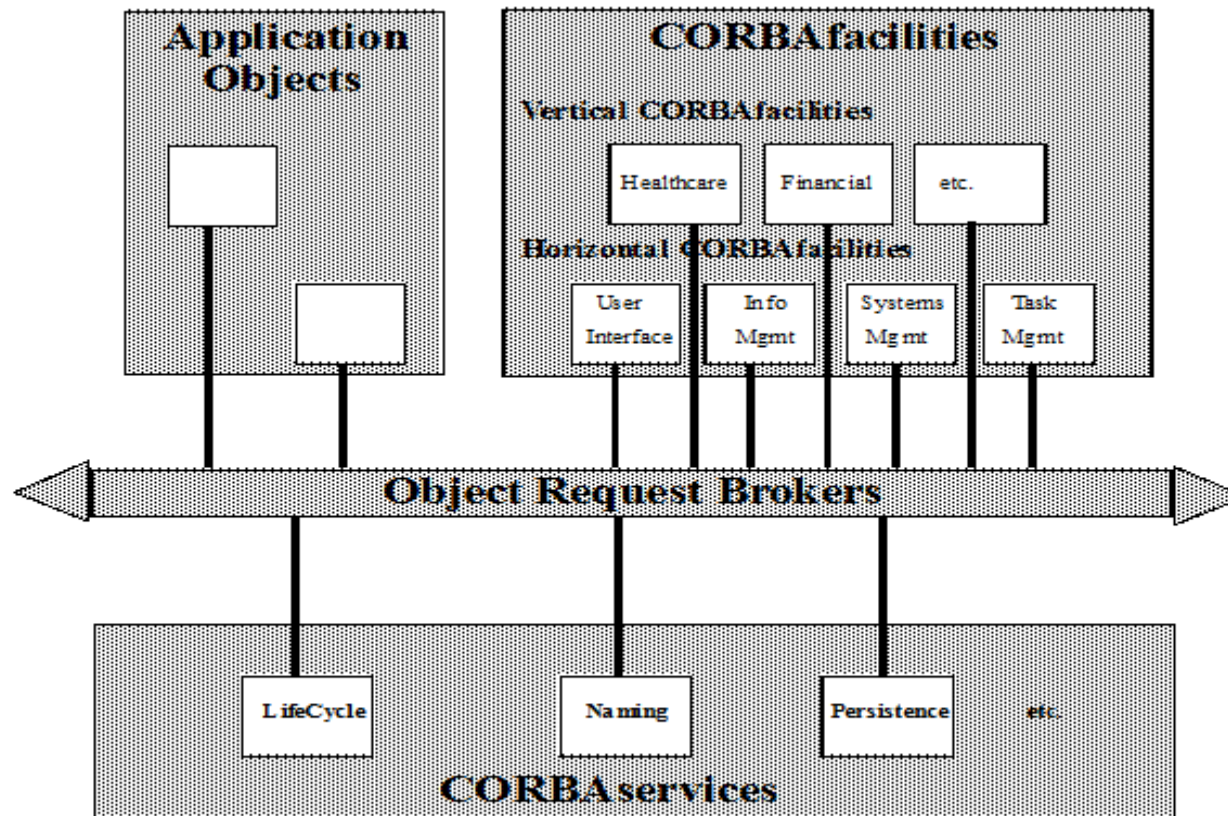 Application
Objects
CORBAfacilities
Vertical CORBAfacilities
Healthcare
Financial
etc.
Horizontal CORBAfacilities
User
Interface
Info
Mgmt
Systems
Mgmt
Task
Mgmt
Object Request Brokers
LifeCycle
Naming
Persistence
etc.
CORBAservices